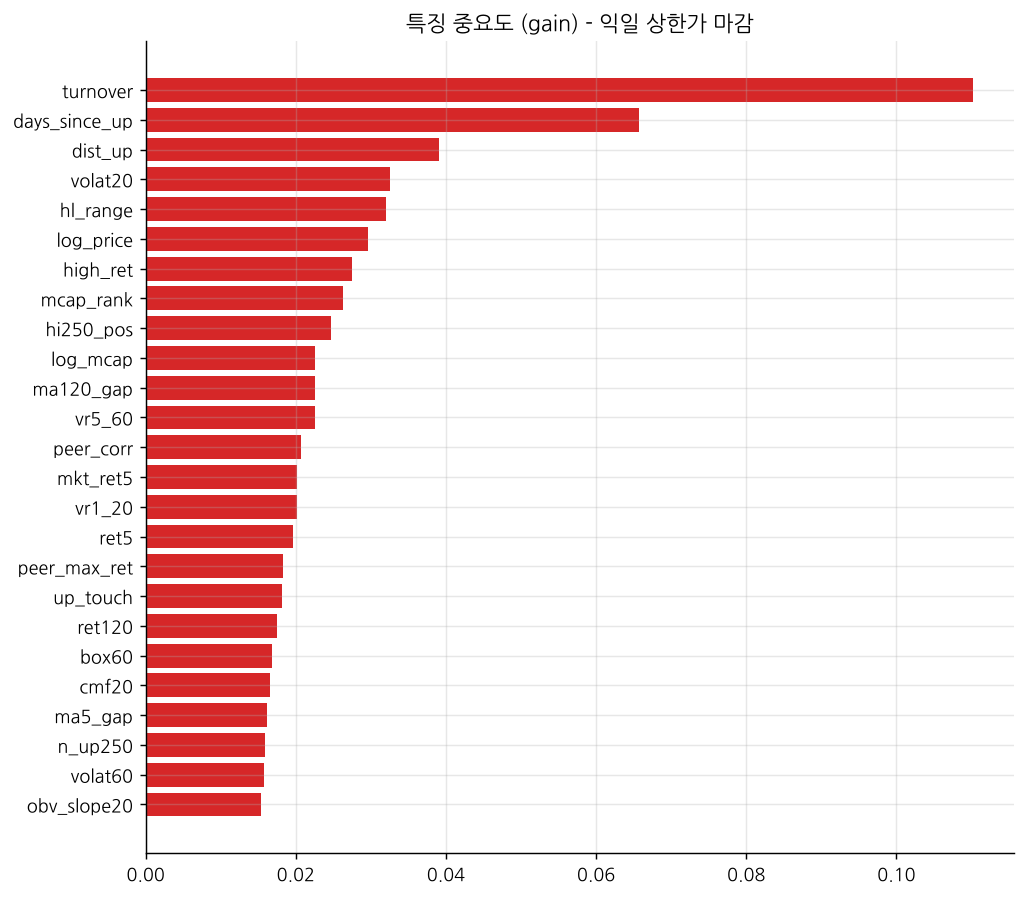 특징 중요도 (gain) - 익일 상한가 마감
turnover
days_since_up
dist_up
volat20
hl_range
log_price
high_ret
mcap_rank
hi250_pos
log_mcap
ma120_gap
vr5_60
peer_corr
mkt_ret5
vr1_20
ret5
peer_max_ret
up_touch
ret120
box60
cmf20
ma5_gap
n_up250
volat60
obv_slope20
0.00 0.02 0.04 0.06 0.08 0.10